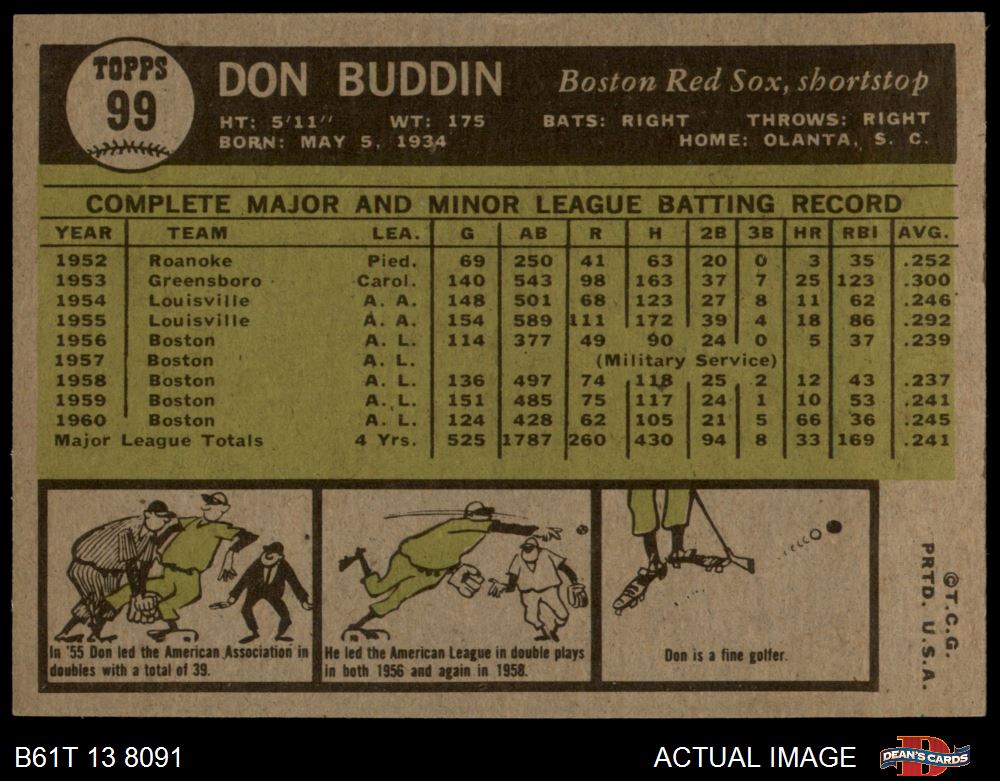 TOPPS
99
DON BUDDIN Boston Red Sox, shortstop
HT: 5'11" WT: 175 BATS: RIGHT THROWS: RIGHT
BORN: MAY 5, 1934 HOME: OLANTA, S. C.
COMPLETE MAJOR AND MINOR LEAGUE BATTING RECORD
YEAR TEAM LEA. G AB R H 2B 3B HR RBI AVG.
1952 Roanoke Pied. 69 250 41 63 20 0 3 35 .252
1953 Greensboro Carol. 140 543 98 163 37 7 25 123 .300
1954 Louisville A. A. 148 501 68 123 27 8 11 62 .246
1955 Louisville A. A. 154 589 111 172 39 4 18 86 .292
1956 Boston A. L. 114 377 49 90 24 0 5 37 .239
1957 Boston A. L. (Military Service)
1958 Boston A. L. 136 497 74 118 25 2 12 43 .237
1959 Boston A. L. 151 485 75 117 24 1 10 53 .241
1960 Boston A. L. 124 428 62 105 21 5 66 36 .245
Major League Totals 4 Yrs. 525 1787 260 430 94 8 33 169 .241
In '55 Don led the American Association in
doubles with a total of 39.
He led the American League in double plays
in both 1956 and again in 1958.
Don is a fine golfer.
©T.C.G.
PRTD. U.S.A.
B61T 13 8091 ACTUAL IMAGE
DEAN'S CARDS